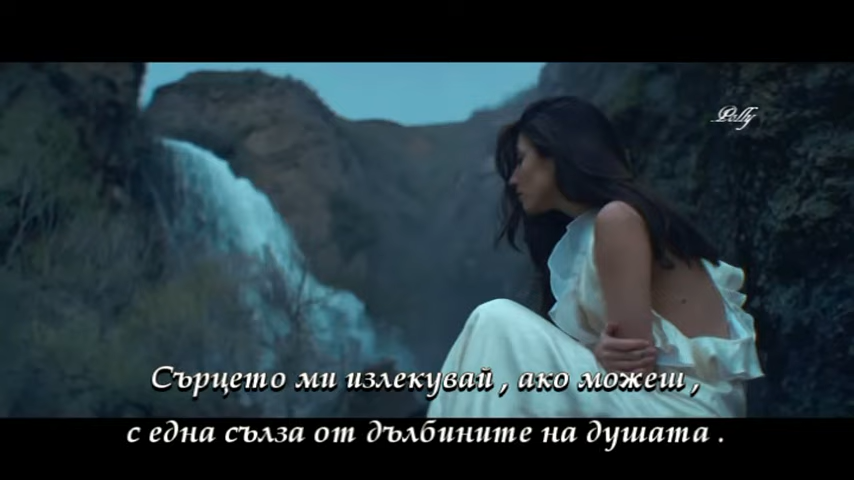 Polly
Сърцето ми излекувай , ако можеш ,
с една сълза от дълбините на душата .